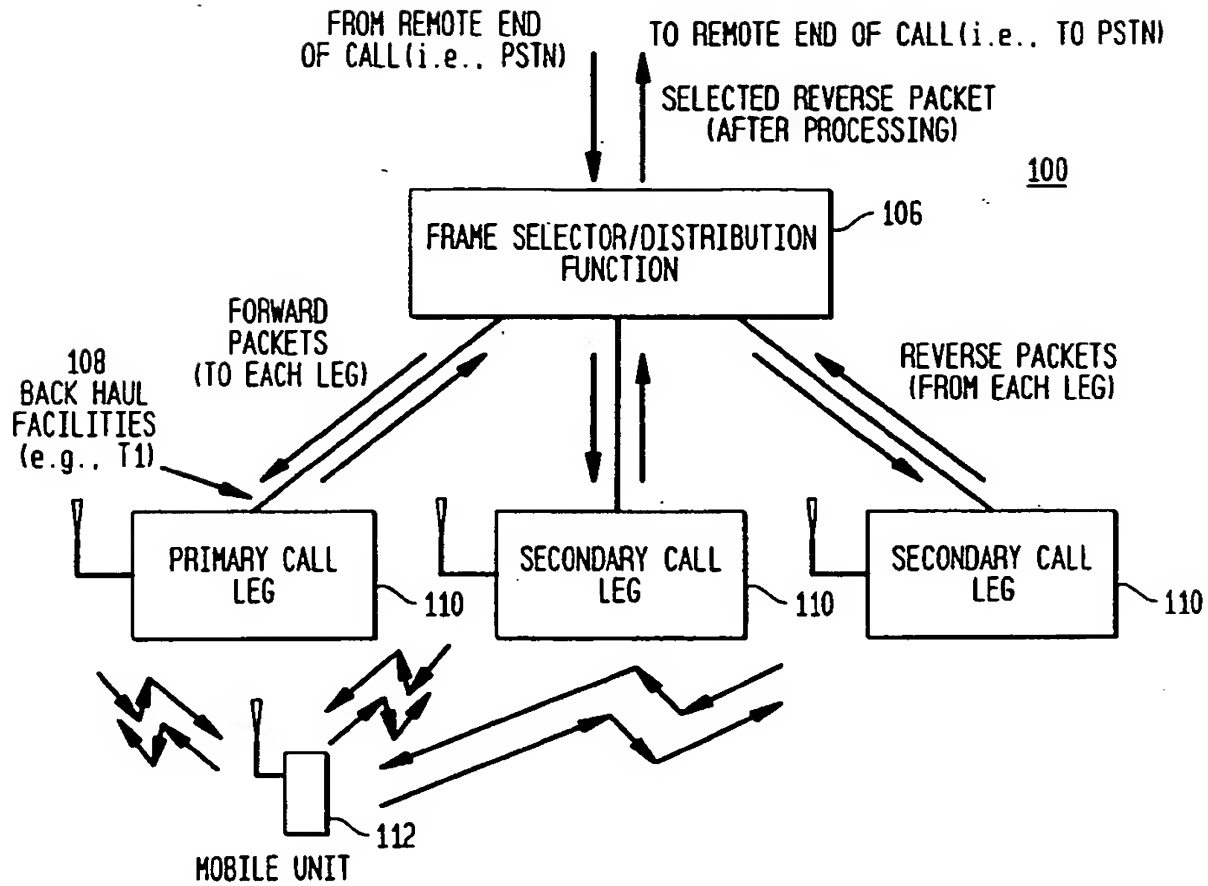 FROM REMOTE END
OF CALL(i.e., PSTN)
TO REMOTE END OF CALL(i.e., TO PSTN)
SELECTED REVERSE PACKET
(AFTER PROCESSING)
100
106
FRAME SELECTOR/DISTRIBUTION
FUNCTION
FORWARD
PACKETS
(TO EACH LEG)
REVERSE PACKETS
(FROM EACH LEG)
108
BACK HAUL
FACILITIES
(e.g., T1)
PRIMARY CALL
LEG
110
SECONDARY CALL
LEG
110
SECONDARY CALL
LEG
110
112
MOBILE UNIT